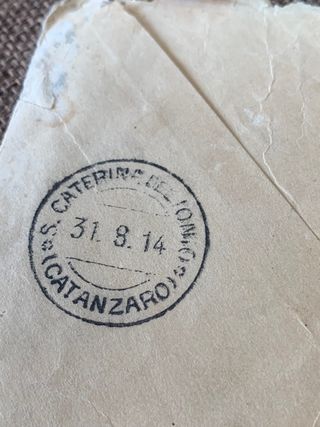 *S. CATERINA DEL IONIO*
31. 8. 14
(CATANZARO)